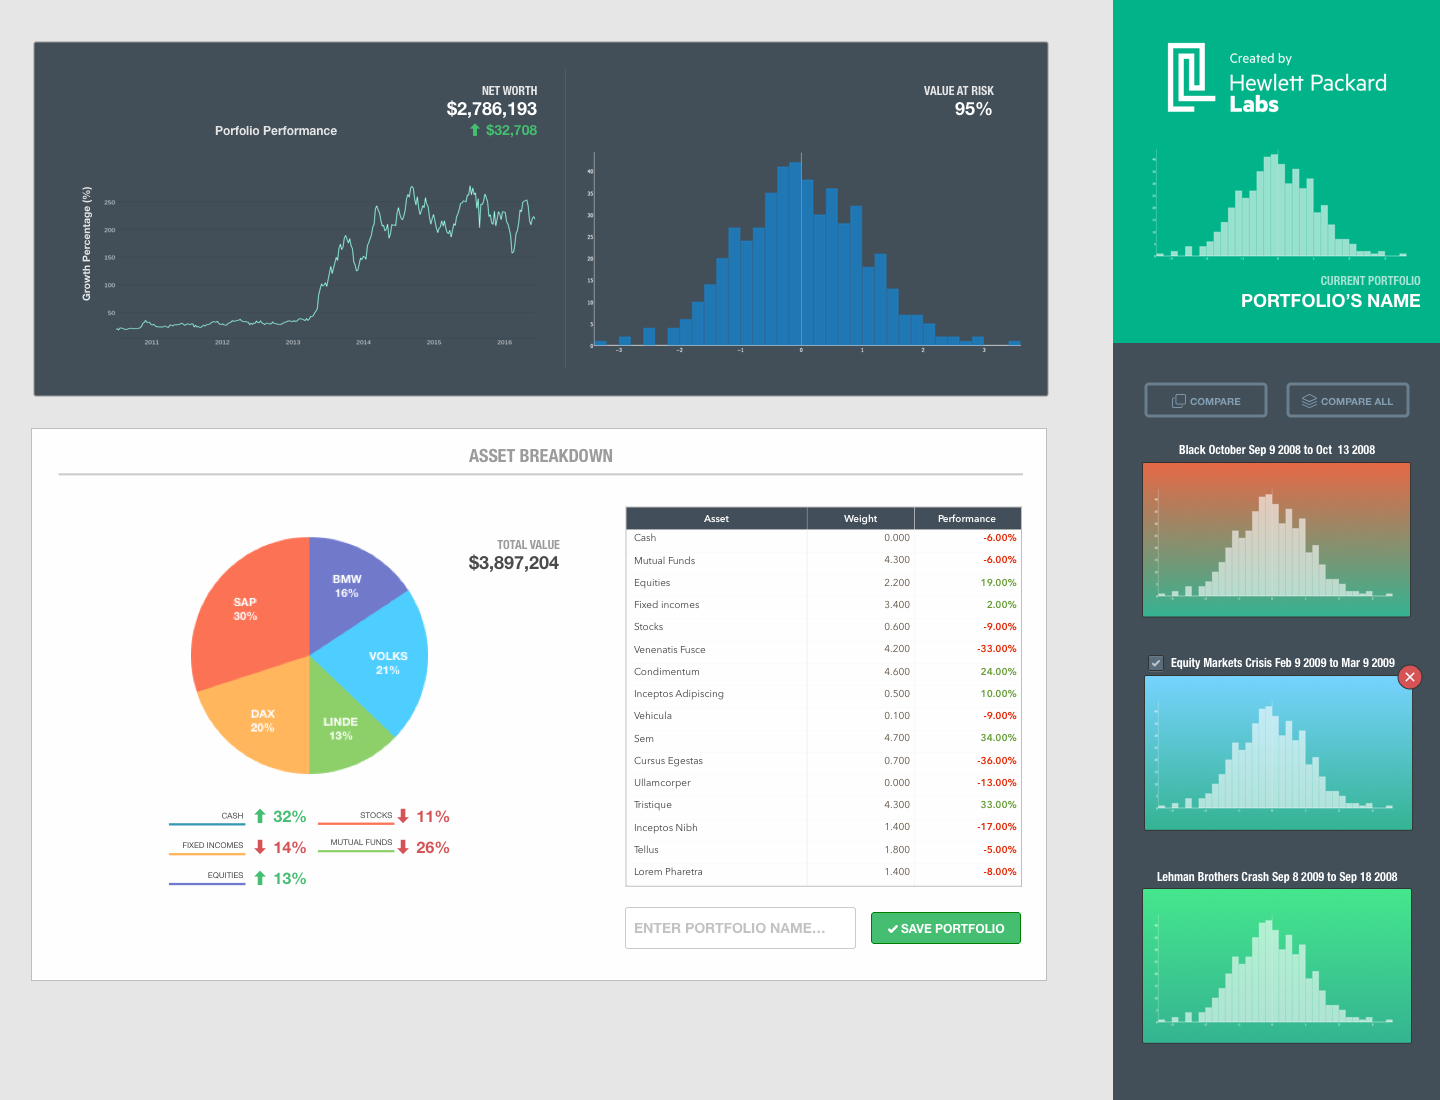 NET WORTH
$2,786,193
$32,708
Porfolio Performance
Growth Percentage (%)
250
200
150
100
50
2011 2012 2013 2014 2015 2016
VALUE AT RISK
95%
40
35
30
25
20
15
10
5
0
−3 −2 −1 0 1 2 3
Created by
Hewlett Packard
Labs
CURRENT PORTFOLIO
PORTFOLIO'S NAME
COMPARE
COMPARE ALL
Black October Sep 9 2008 to Oct 13 2008
Equity Markets Crisis Feb 9 2009 to Mar 9 2009
Lehman Brothers Crash Sep 8 2009 to Sep 18 2008
ASSET BREAKDOWN
TOTAL VALUE
$3,897,204
BMW
16%
SAP
30%
VOLKS
21%
DAX
20%
LINDE
13%
CASH 32%
STOCKS 11%
FIXED INCOMES 14%
MUTUAL FUNDS 26%
EQUITIES 13%
Asset Weight Performance
Cash 0.000 -6.00%
Mutual Funds 4.300 -6.00%
Equities 2.200 19.00%
Fixed incomes 3.400 2.00%
Stocks 0.600 -9.00%
Venenatis Fusce 4.200 -33.00%
Condimentum 4.600 24.00%
Inceptos Adipiscing 0.500 10.00%
Vehicula 0.100 -9.00%
Sem 4.700 34.00%
Cursus Egestas 0.700 -36.00%
Ullamcorper 0.000 -13.00%
Tristique 4.300 33.00%
Inceptos Nibh 1.400 -17.00%
Tellus 1.800 -5.00%
Lorem Pharetra 1.400 -8.00%
ENTER PORTFOLIO NAME...
SAVE PORTFOLIO